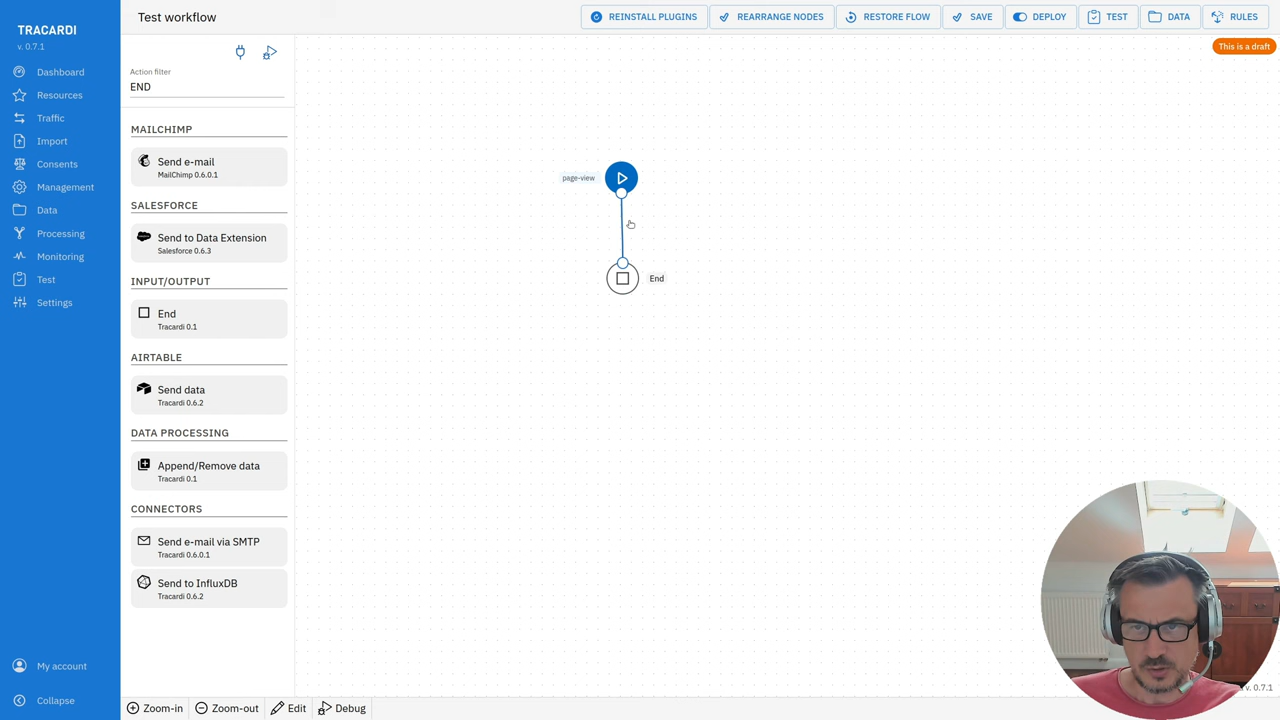 TRACARDI
v. 0.7.1
Dashboard
Resources
Traffic
Import
Consents
Management
Data
Processing
Monitoring
Test
Settings
My account
Collapse
Test workflow
REINSTALL PLUGINS
REARRANGE NODES
RESTORE FLOW
SAVE
DEPLOY
TEST
DATA
RULES
This is a draft
Action filter
END
MAILCHIMP
Send e-mail
MailChimp 0.6.0.1
SALESFORCE
Send to Data Extension
Salesforce 0.6.3
INPUT/OUTPUT
End
Tracardi 0.1
AIRTABLE
Send data
Tracardi 0.6.2
DATA PROCESSING
Append/Remove data
Tracardi 0.1
CONNECTORS
Send e-mail via SMTP
Tracardi 0.6.0.1
Send to InfluxDB
Tracardi 0.6.2
page-view
End
Zoom-in
Zoom-out
Edit
Debug
v. 0.7.1